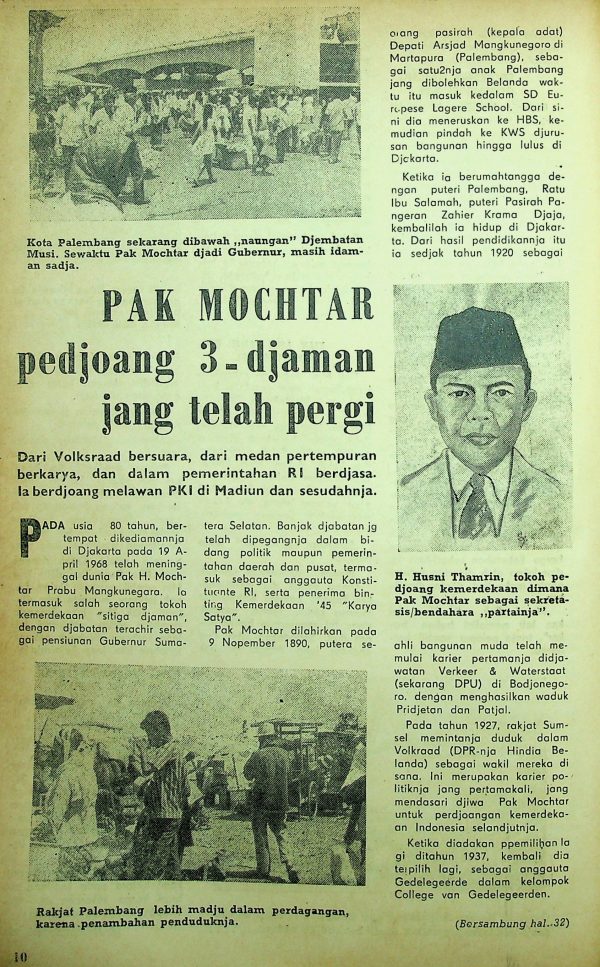 Kota Palembang sekarang dibawah „naungan" Djembatan
Musi. Sewaktu Pak Mochtar djadi Gubernur, masih idam-
an sadja.
PAK MOCHTAR
pedjoang 3-djaman
jang telah pergi
Dari Volksraad bersuara, dari medan pertempuran
berkarya, dan dalam pemerintahan RI berdjasa.
Ia berdjoang melawan PKI di Madiun dan sesudahnja.
PADA usia 80 tahun, ber-
tempat dikediamannja
di Djakarta pada 19 A-
pril 1968 telah mening-
gal dunia Pak H. Moch-
tar Prabu Mangkunegara. Ia
termasuk salah seorang tokoh
kemerdekaan "sitiga djaman",
dengan djabatan terachir seba-
gai pensiunan Gubernur Suma-
tera Selatan. Banjak djabatan jg
telah dipegangnja dalam bi-
dang politik maupun pemerin-
tahan daerah dan pusat, terma-
suk sebagai anggauta Konsti-
tuante RI, serta penerima bin-
ting Kemerdekaan '45 "Karya
Satya".
Pak Mochtar dilahirkan pada
9 Nopember 1890, putera se-
orang pasirah (kepala adat)
Depati Arsjad Mangkunegoro di
Martapura (Palembang), seba-
gai satu2nja anak Palembang
jang dibolehkan Belanda wak-
tu itu masuk kedalam SD Eu-
ropese Lagere School. Dari si-
ni dia meneruskan ke HBS, ke-
mudian pindah ke KWS djuru-
san bangunan hingga lulus di
Djakarta.
Ketika ia berumahtangga de-
ngan puteri Palembang, Ratu
Ibu Salamah, puteri Pasirah Pa-
ngeran Zahier Krama Djaja,
kembalilah ia hidup di Djakar-
ta. Dari hasil pendidikannja itu
ia sedjak tahun 1920 sebagai
H. Husni Thamrin, tokoh pe-
djoang kemerdekaan dimana
Pak Mochtar sebagai sekreta-
sis/bendahara „partainja".
ahli bangunan muda telah me-
mulai karier pertamanja didja-
watan Verkeer & Waterstaat
(sekarang DPU) di Bodjonego-
ro. dengan menghasilkan waduk
Pridjetan dan Patjal.
Pada tahun 1927, rakjat Sum-
sel memintanja duduk dalam
Volkraad (DPR-nja Hindia Be-
landa) sebagai wakil mereka di
sana. Ini merupakan karier po-
litiknja jang pertamakali, jang
mendasari djiwa Pak Mochtar
untuk perdjoangan kemerdeka-
an Indonesia selandjutnja.
Ketika diadakan ppemilihan la
gi ditahun 1937, kembali dia
terpilih lagi, sebagai anggauta
Gedelegeerde dalam kelompok
College van Gedelegeerden.
(Bersambung hal. 32)
Rakjat Palembang lebih madju dalam perdagangan,
karena penambahan penduduknja.
10